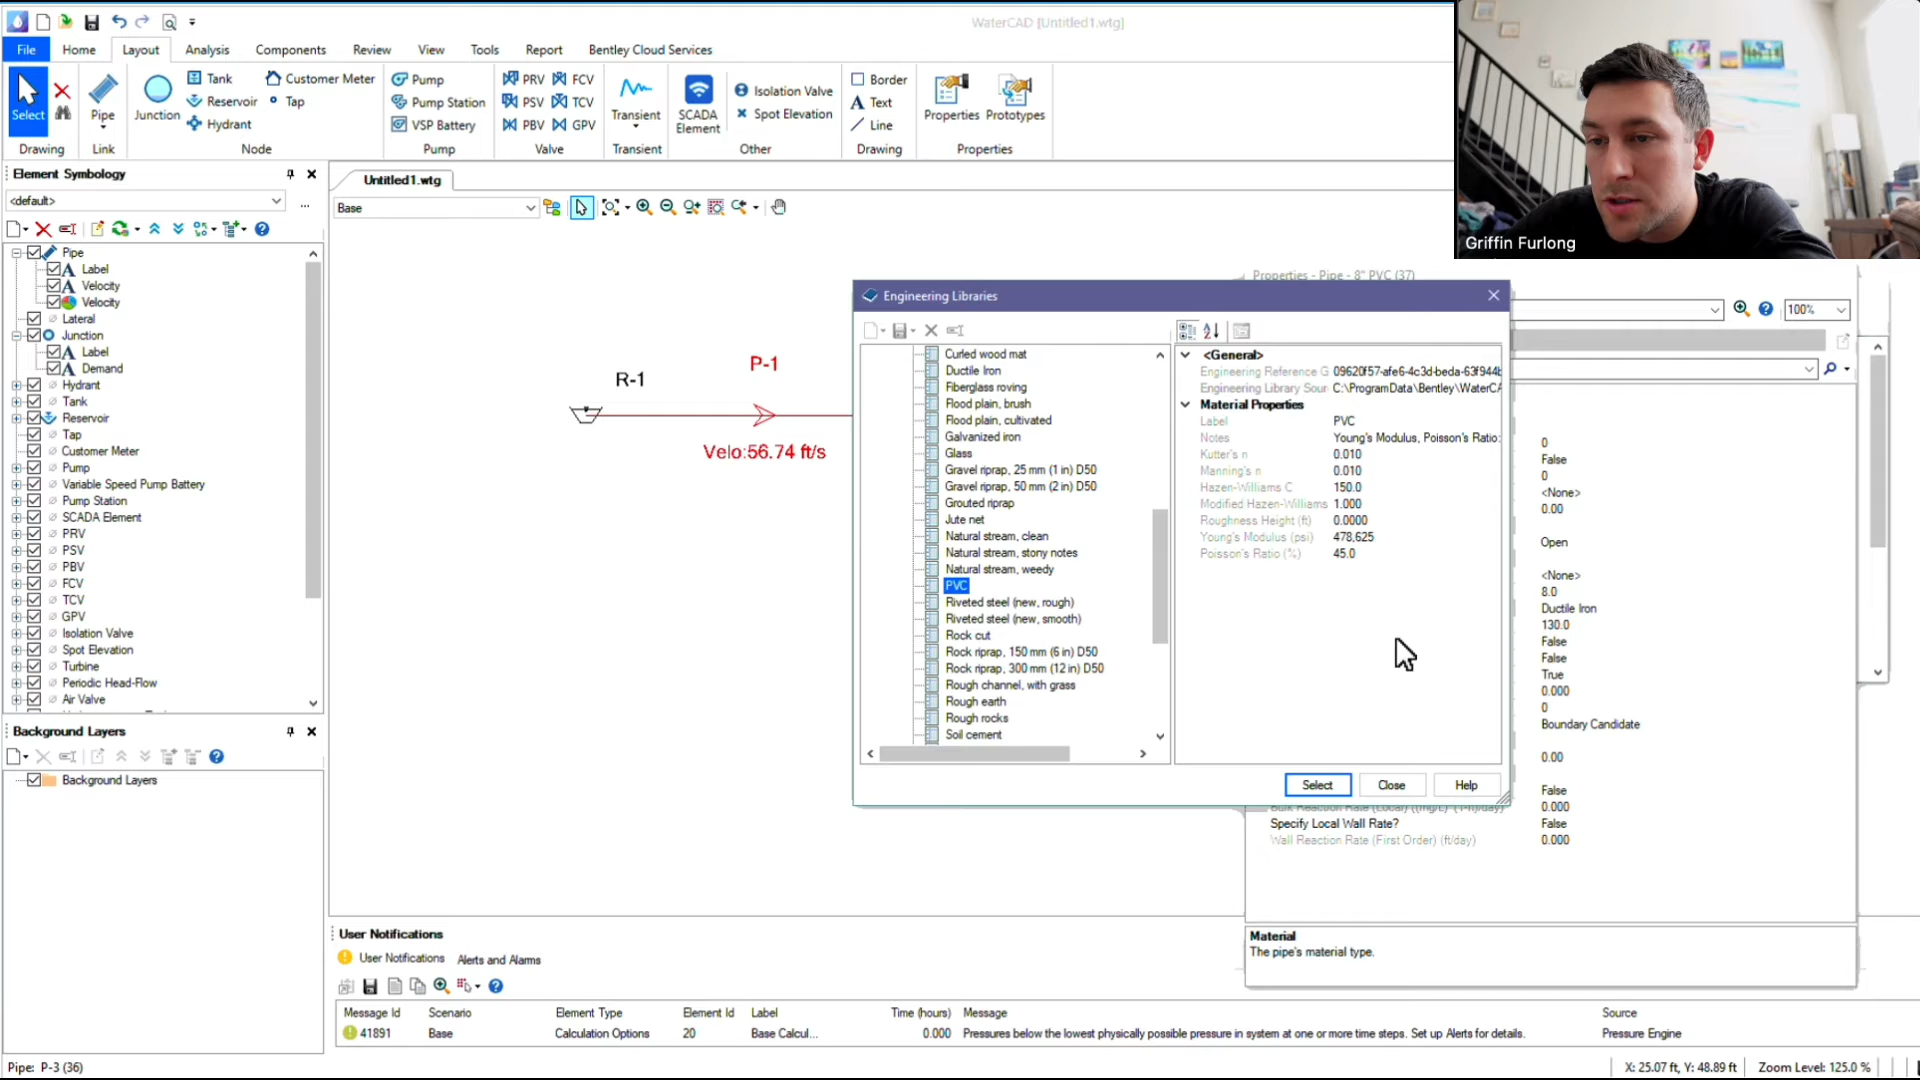 WaterCAD [Untitled1.wtg]
File Home Layout Analysis Components Review View Tools Report Bentley Cloud Services
Select
Drawing
Pipe
Link
Junction
Tank
Reservoir
Hydrant
Customer Meter
Tap
Node
Pump
Pump Station
VSP Battery
Pump
PRV FCV
PSV TCV
PBV GPV
Valve
Transient
Transient
SCADA
Element
Isolation Valve
Spot Elevation
Other
Border
Text
Line
Drawing
Properties
Prototypes
Properties
Griffin Furlong
Element Symbology
<default>
...
Pipe
Label
Velocity
Velocity
Lateral
Junction
Label
Demand
Hydrant
Tank
Reservoir
Tap
Customer Meter
Pump
Variable Speed Pump Battery
Pump Station
SCADA Element
PRV
PSV
PBV
FCV
TCV
GPV
Isolation Valve
Spot Elevation
Turbine
Periodic Head-Flow
Air Valve
Background Layers
Background Layers
Untitled1.wtg
Base
R-1
P-1
Velo:56.74 ft/s
Properties - Pipe - 8" PVC (37)
100%
Engineering Libraries
Curled wood mat
Ductile Iron
Fiberglass roving
Flood plain, brush
Flood plain, cultivated
Galvanized iron
Glass
Gravel riprap, 25 mm (1 in) D50
Gravel riprap, 50 mm (2 in) D50
Grouted riprap
Jute net
Natural stream, clean
Natural stream, stony notes
Natural stream, weedy
PVC
Riveted steel (new, rough)
Riveted steel (new, smooth)
Rock cut
Rock riprap, 150 mm (6 in) D50
Rock riprap, 300 mm (12 in) D50
Rough channel, with grass
Rough earth
Rough rocks
Soil cement
<General>
Engineering Reference G 09620f57-afe6-4c3d-beda-63f944b
Engineering Library Sour C:\ProgramData\Bentley\WaterCA
Material Properties
Label PVC
Notes Young's Modulus, Poisson's Ratio:
Kutter's n 0.010
Manning's n 0.010
Hazen-Williams C 150.0
Modified Hazen-Williams 1.000
Roughness Height (ft) 0.0000
Young's Modulus (psi) 478,625
Poisson's Ratio (%) 45.0
Select Close Help
0
False
0
<None>
0.00
Open
<None>
8.0
Ductile Iron
130.0
False
False
True
0.000
0
Boundary Candidate
0.00
False
Bulk Reaction Rate (Local) 0.000
Specify Local Wall Rate? False
Wall Reaction Rate (First Order) (ft/day) 0.000
Material
The pipe's material type.
User Notifications
User Notifications Alerts and Alarms
Message Id Scenario Element Type Element Id Label Time (hours) Message Source
41891 Base Calculation Options 20 Base Calcul... 0.000 Pressures below the lowest physically possible pressure in system at one or more time steps. Set up Alerts for details. Pressure Engine
Pipe: P-3 (36)
X: 25.07 ft, Y: 48.89 ft Zoom Level: 125.0 %